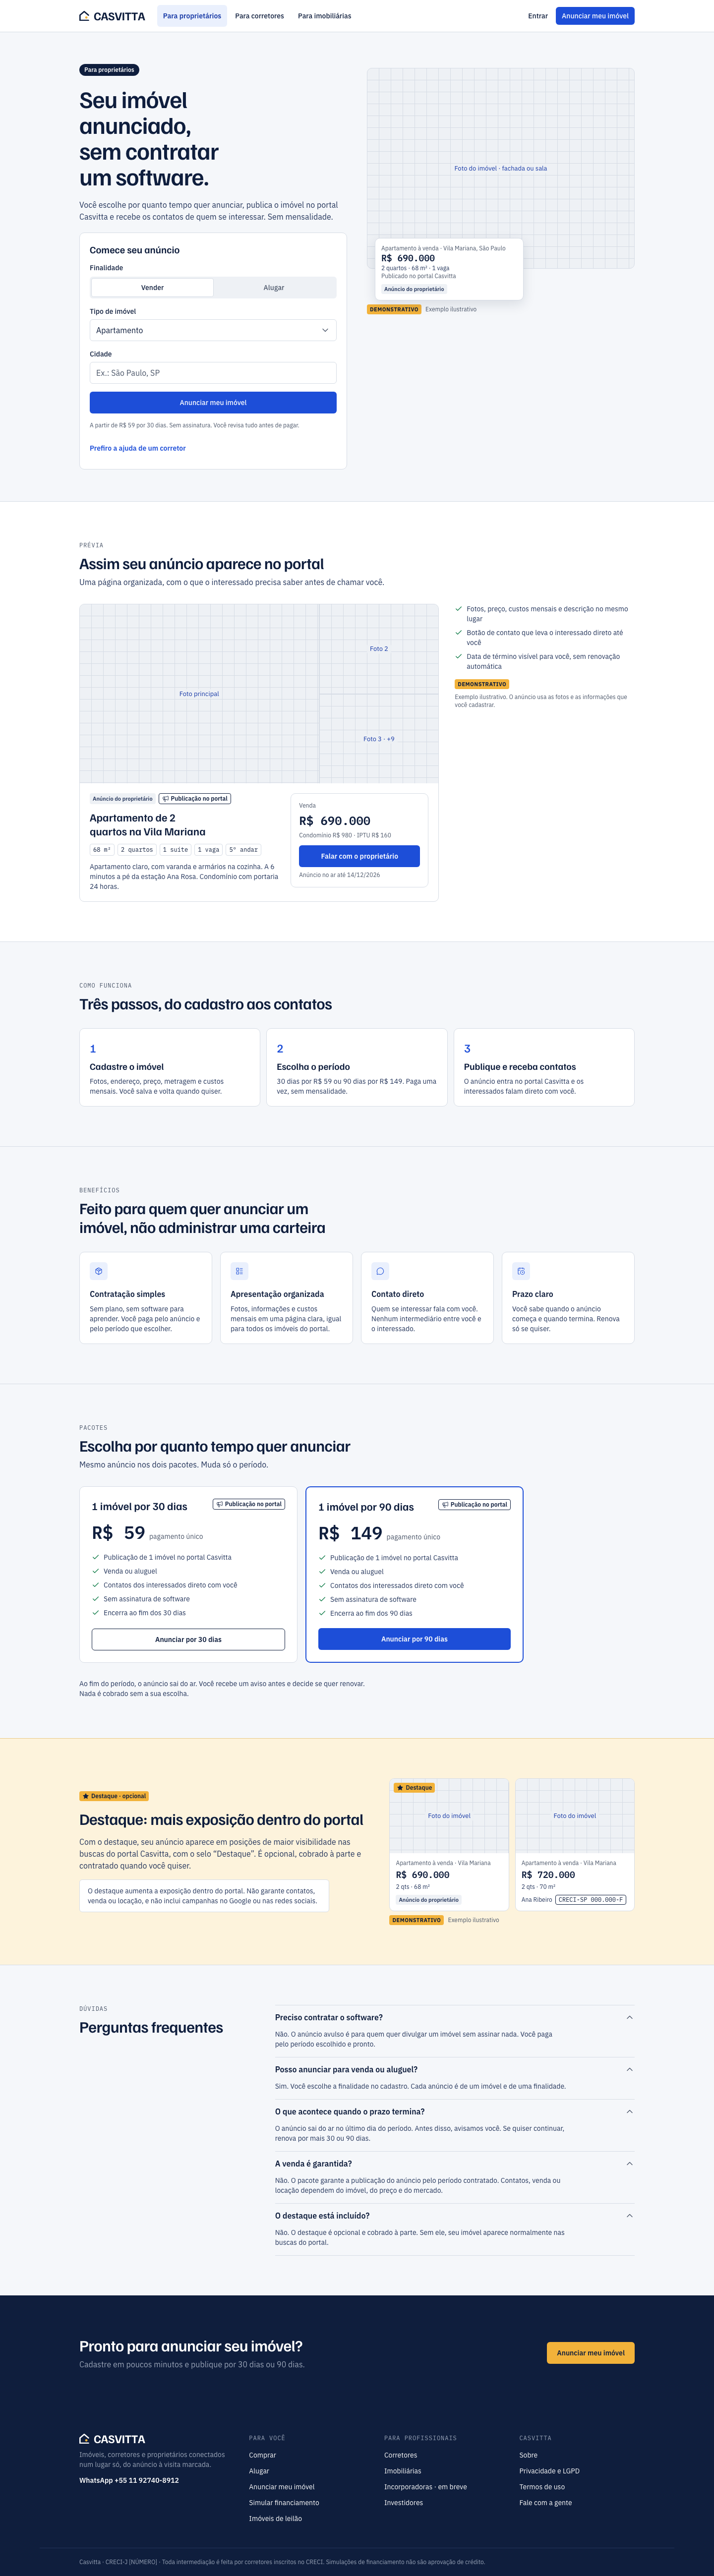 CASVITTA
Para proprietários
Para corretores
Para imobiliárias
Entrar
Anunciar meu imóvel
Para proprietários
Seu imóvel
anunciado,
sem contratar
um software.
Você escolhe por quanto tempo quer anunciar, publica o imóvel no portal
Casvitta e recebe os contatos de quem se interessar. Sem mensalidade.
Comece seu anúncio
Finalidade
Vender
Alugar
Tipo de imóvel
Apartamento
Cidade
Ex.: São Paulo, SP
Anunciar meu imóvel
A partir de R$ 59 por 30 dias. Sem assinatura. Você revisa tudo antes de pagar.
Prefiro a ajuda de um corretor
Foto do imóvel · fachada ou sala
Apartamento à venda · Vila Mariana, São Paulo
R$ 690.000
2 quartos · 68 m² · 1 vaga
Publicado no portal Casvitta
Anúncio do proprietário
DEMONSTRATIVO
Exemplo ilustrativo
PRÉVIA
Assim seu anúncio aparece no portal
Uma página organizada, com o que o interessado precisa saber antes de chamar você.
Foto principal
Foto 2
Foto 3 · +9
Anúncio do proprietário
Publicação no portal
Apartamento de 2
quartos na Vila Mariana
68 m²
2 quartos
1 suíte
1 vaga
5º andar
Apartamento claro, com varanda e armários na cozinha. A 6
minutos a pé da estação Ana Rosa. Condomínio com portaria
24 horas.
Venda
R$ 690.000
Condomínio R$ 980 · IPTU R$ 160
Falar com o proprietário
Anúncio no ar até 14/12/2026
Fotos, preço, custos mensais e descrição no mesmo
lugar
Botão de contato que leva o interessado direto até
você
Data de término visível para você, sem renovação
automática
DEMONSTRATIVO
Exemplo ilustrativo. O anúncio usa as fotos e as informações que
você cadastrar.
COMO FUNCIONA
Três passos, do cadastro aos contatos
1
Cadastre o imóvel
Fotos, endereço, preço, metragem e custos
mensais. Você salva e volta quando quiser.
2
Escolha o período
30 dias por R$ 59 ou 90 dias por R$ 149. Paga uma
vez, sem mensalidade.
3
Publique e receba contatos
O anúncio entra no portal Casvitta e os
interessados falam direto com você.
BENEFÍCIOS
Feito para quem quer anunciar um
imóvel, não administrar uma carteira
Contratação simples
Sem plano, sem software para
aprender. Você paga pelo anúncio e
pelo período que escolher.
Apresentação organizada
Fotos, informações e custos
mensais em uma página clara, igual
para todos os imóveis do portal.
Contato direto
Quem se interessar fala com você.
Nenhum intermediário entre você e
o interessado.
Prazo claro
Você sabe quando o anúncio
começa e quando termina. Renova
só se quiser.
PACOTES
Escolha por quanto tempo quer anunciar
Mesmo anúncio nos dois pacotes. Muda só o período.
1 imóvel por 30 dias
Publicação no portal
R$ 59 pagamento único
Publicação de 1 imóvel no portal Casvitta
Venda ou aluguel
Contatos dos interessados direto com você
Sem assinatura de software
Encerra ao fim dos 30 dias
Anunciar por 30 dias
1 imóvel por 90 dias
Publicação no portal
R$ 149 pagamento único
Publicação de 1 imóvel no portal Casvitta
Venda ou aluguel
Contatos dos interessados direto com você
Sem assinatura de software
Encerra ao fim dos 90 dias
Anunciar por 90 dias
Ao fim do período, o anúncio sai do ar. Você recebe um aviso antes e decide se quer renovar.
Nada é cobrado sem a sua escolha.
Destaque · opcional
Destaque: mais exposição dentro do portal
Com o destaque, seu anúncio aparece em posições de maior visibilidade nas
buscas do portal Casvitta, com o selo “Destaque”. É opcional, cobrado à parte e
contratado quando você quiser.
O destaque aumenta a exposição dentro do portal. Não garante contatos,
venda ou locação, e não inclui campanhas no Google ou nas redes sociais.
Destaque
Foto do imóvel
Apartamento à venda · Vila Mariana
R$ 690.000
2 qts · 68 m²
Anúncio do proprietário
Foto do imóvel
Apartamento à venda · Vila Mariana
R$ 720.000
2 qts · 70 m²
Ana Ribeiro
CRECI-SP 000.000-F
DEMONSTRATIVO
Exemplo ilustrativo
DÚVIDAS
Perguntas frequentes
Preciso contratar o software?
Não. O anúncio avulso é para quem quer divulgar um imóvel sem assinar nada. Você paga
pelo período escolhido e pronto.
Posso anunciar para venda ou aluguel?
Sim. Você escolhe a finalidade no cadastro. Cada anúncio é de um imóvel e de uma finalidade.
O que acontece quando o prazo termina?
O anúncio sai do ar no último dia do período. Antes disso, avisamos você. Se quiser continuar,
renova por mais 30 ou 90 dias.
A venda é garantida?
Não. O pacote garante a publicação do anúncio pelo período contratado. Contatos, venda ou
locação dependem do imóvel, do preço e do mercado.
O destaque está incluído?
Não. O destaque é opcional e cobrado à parte. Sem ele, seu imóvel aparece normalmente nas
buscas do portal.
Pronto para anunciar seu imóvel?
Cadastre em poucos minutos e publique por 30 dias ou 90 dias.
Anunciar meu imóvel
CASVITTA
Imóveis, corretores e proprietários conectados
num lugar só, do anúncio à visita marcada.
WhatsApp +55 11 92740-8912
PARA VOCÊ
Comprar
Alugar
Anunciar meu imóvel
Simular financiamento
Imóveis de leilão
PARA PROFISSIONAIS
Corretores
Imobiliárias
Incorporadoras · em breve
Investidores
CASVITTA
Sobre
Privacidade e LGPD
Termos de uso
Fale com a gente
Casvitta · CRECI-J [NÚMERO] · Toda intermediação é feita por corretores inscritos no CRECI. Simulações de financiamento não são aprovação de crédito.